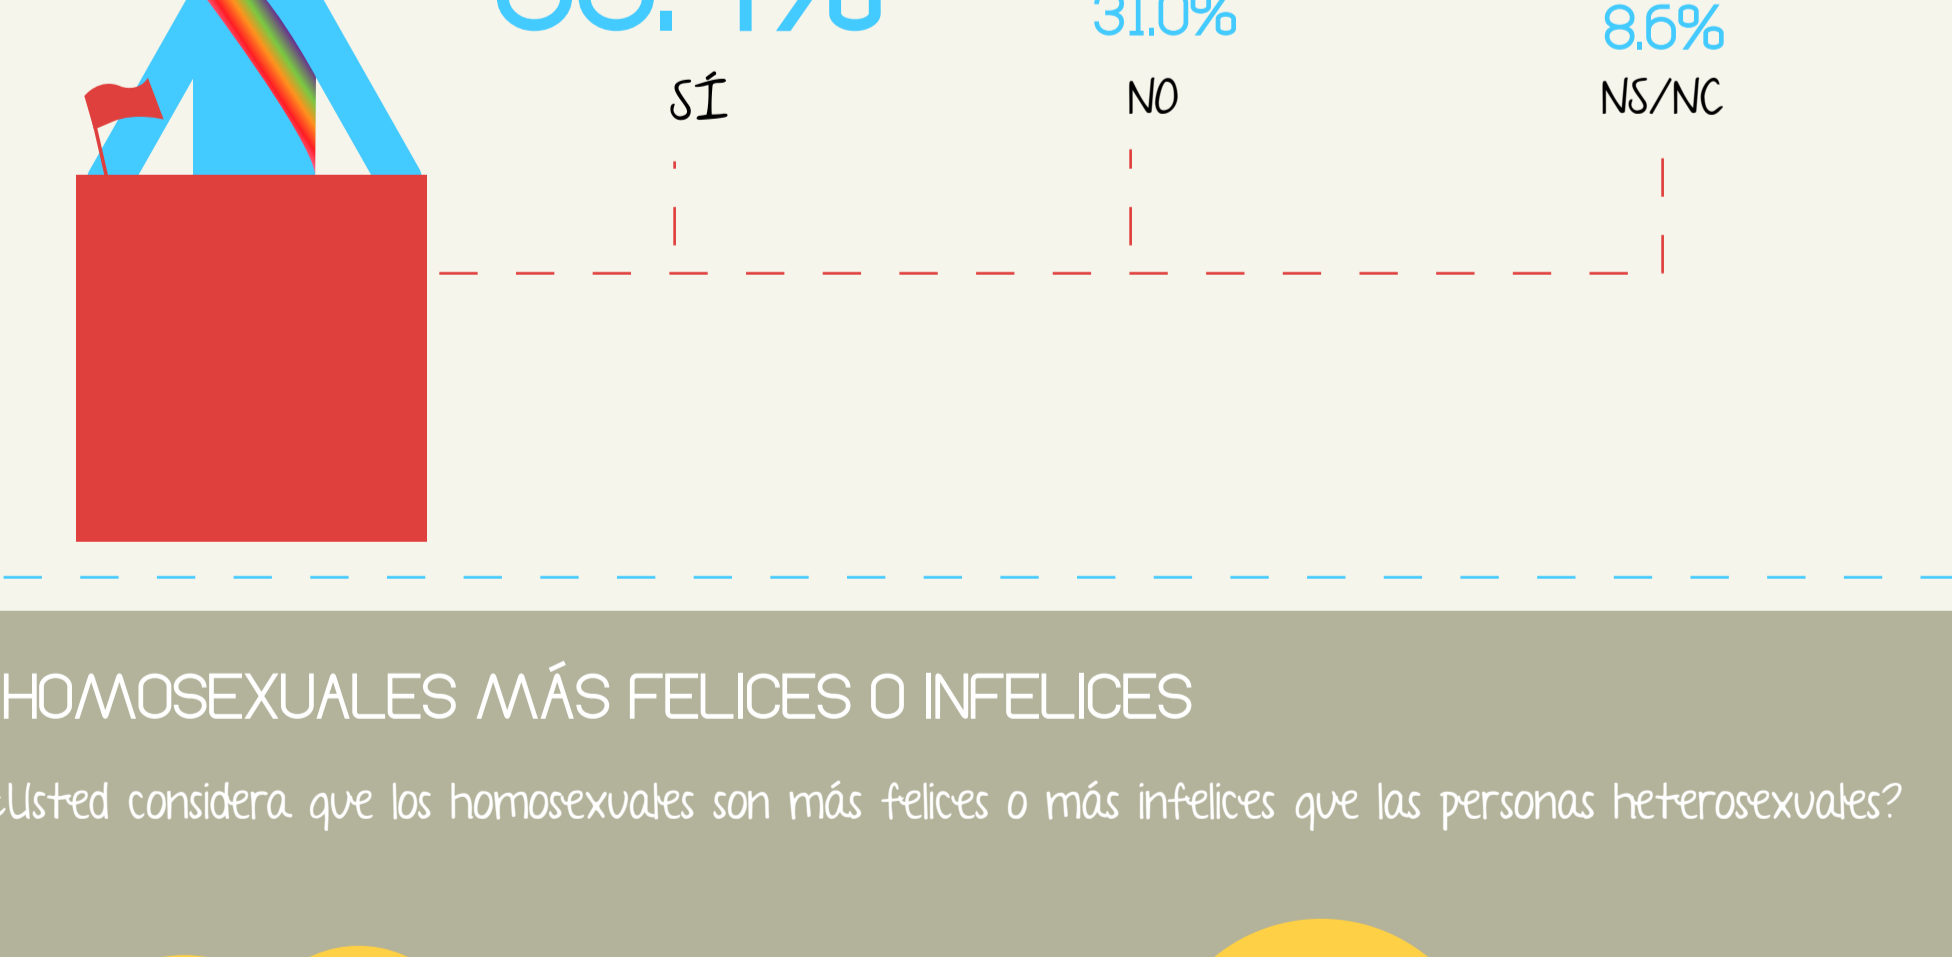 31.0%
8.6%
SÍ
NO
NS/NC
HOMOSEXUALES MÁS FELICES O INFELICES
¿Usted considera que los homosexuales son más felices o más infelices que las personas heterosexuales?